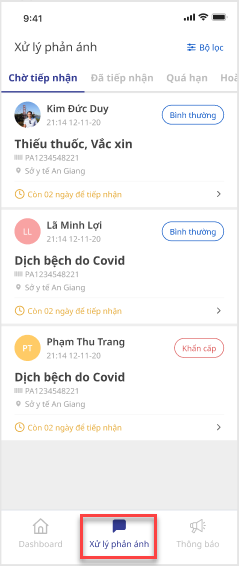 9:41
Xử lý phản ánh
Bộ lọc
Chờ tiếp nhận Đã tiếp nhận Quá hạn Hoà
Kim Đức Duy
Bình thường
21:14 12-11-20
Thiếu thuốc, Vắc xin
PA1234548221
Sở y tế An Giang
Còn 02 ngày để tiếp nhận
LL
Lã Minh Lợi
Bình thường
21:14 12-11-20
Dịch bệch do Covid
PA1234548221
Sở y tế An Giang
Còn 02 ngày để tiếp nhận
PT
Phạm Thu Trang
Khẩn cấp
21:14 12-11-20
Dịch bệch do Covid
PA1234548221
Sở y tế An Giang
Còn 02 ngày để tiếp nhận
Dashboard
Xử lý phản ánh
Thông báo